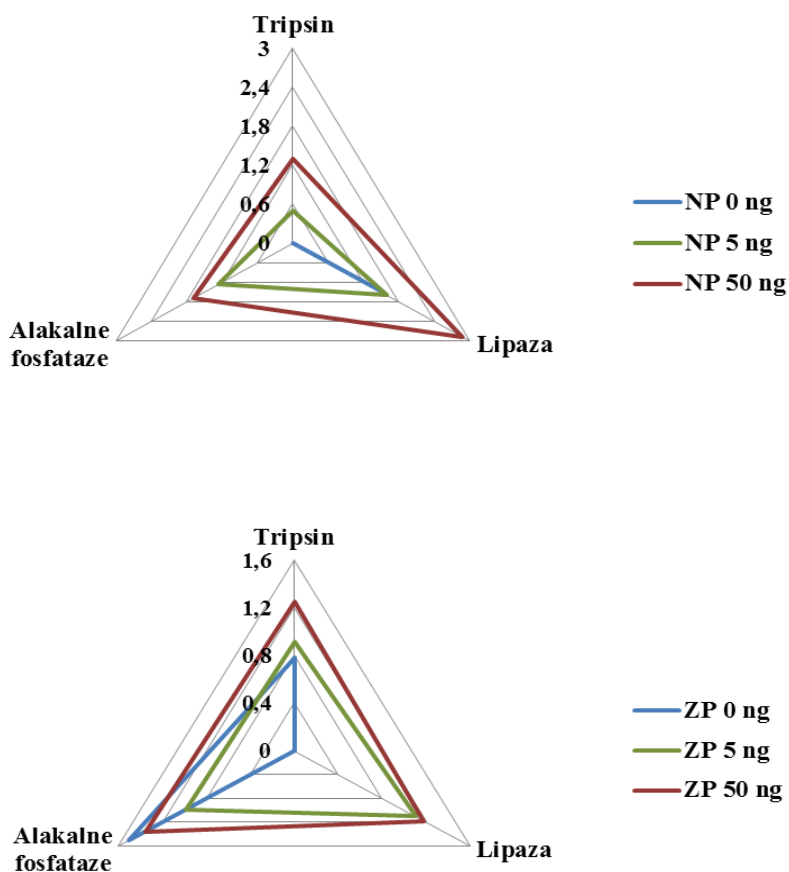 Tripsin
3
2,4
1,8
1,2
0,6
0
Alakalne
fosfataze
Lipaza
NP 0 ng
NP 5 ng
NP 50 ng
Tripsin
1,6
1,2
0,8
0,4
0
Alakalne
fosfataze
Lipaza
ZP 0 ng
ZP 5 ng
ZP 50 ng